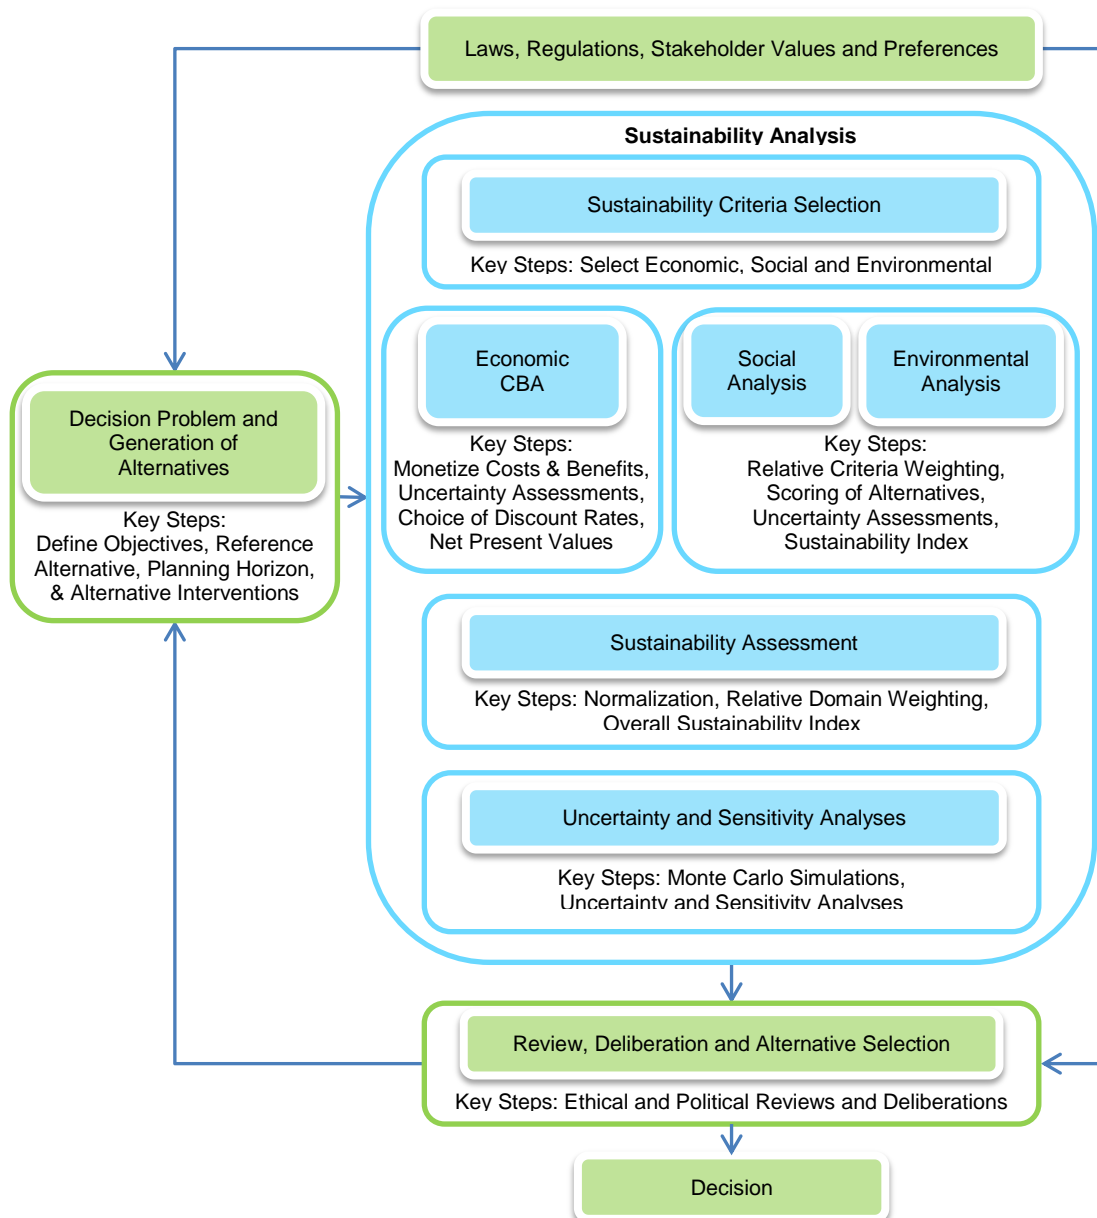 Laws, Regulations, Stakeholder Values and Preferences
Sustainability Analysis
Sustainability Criteria Selection
Key Steps: Select Economic, Social and Environmental
Economic
CBA
Key Steps:
Monetize Costs & Benefits,
Uncertainty Assessments,
Choice of Discount Rates,
Net Present Values
Social
Analysis
Environmental
Analysis
Key Steps:
Relative Criteria Weighting,
Scoring of Alternatives,
Uncertainty Assessments,
Sustainability Index
Decision Problem and
Generation of
Alternatives
Key Steps:
Define Objectives, Reference
Alternative, Planning Horizon,
& Alternative Interventions
Sustainability Assessment
Key Steps: Normalization, Relative Domain Weighting,
Overall Sustainability Index
Uncertainty and Sensitivity Analyses
Key Steps: Monte Carlo Simulations,
Uncertainty and Sensitivity Analyses
Review, Deliberation and Alternative Selection
Key Steps: Ethical and Political Reviews and Deliberations
Decision